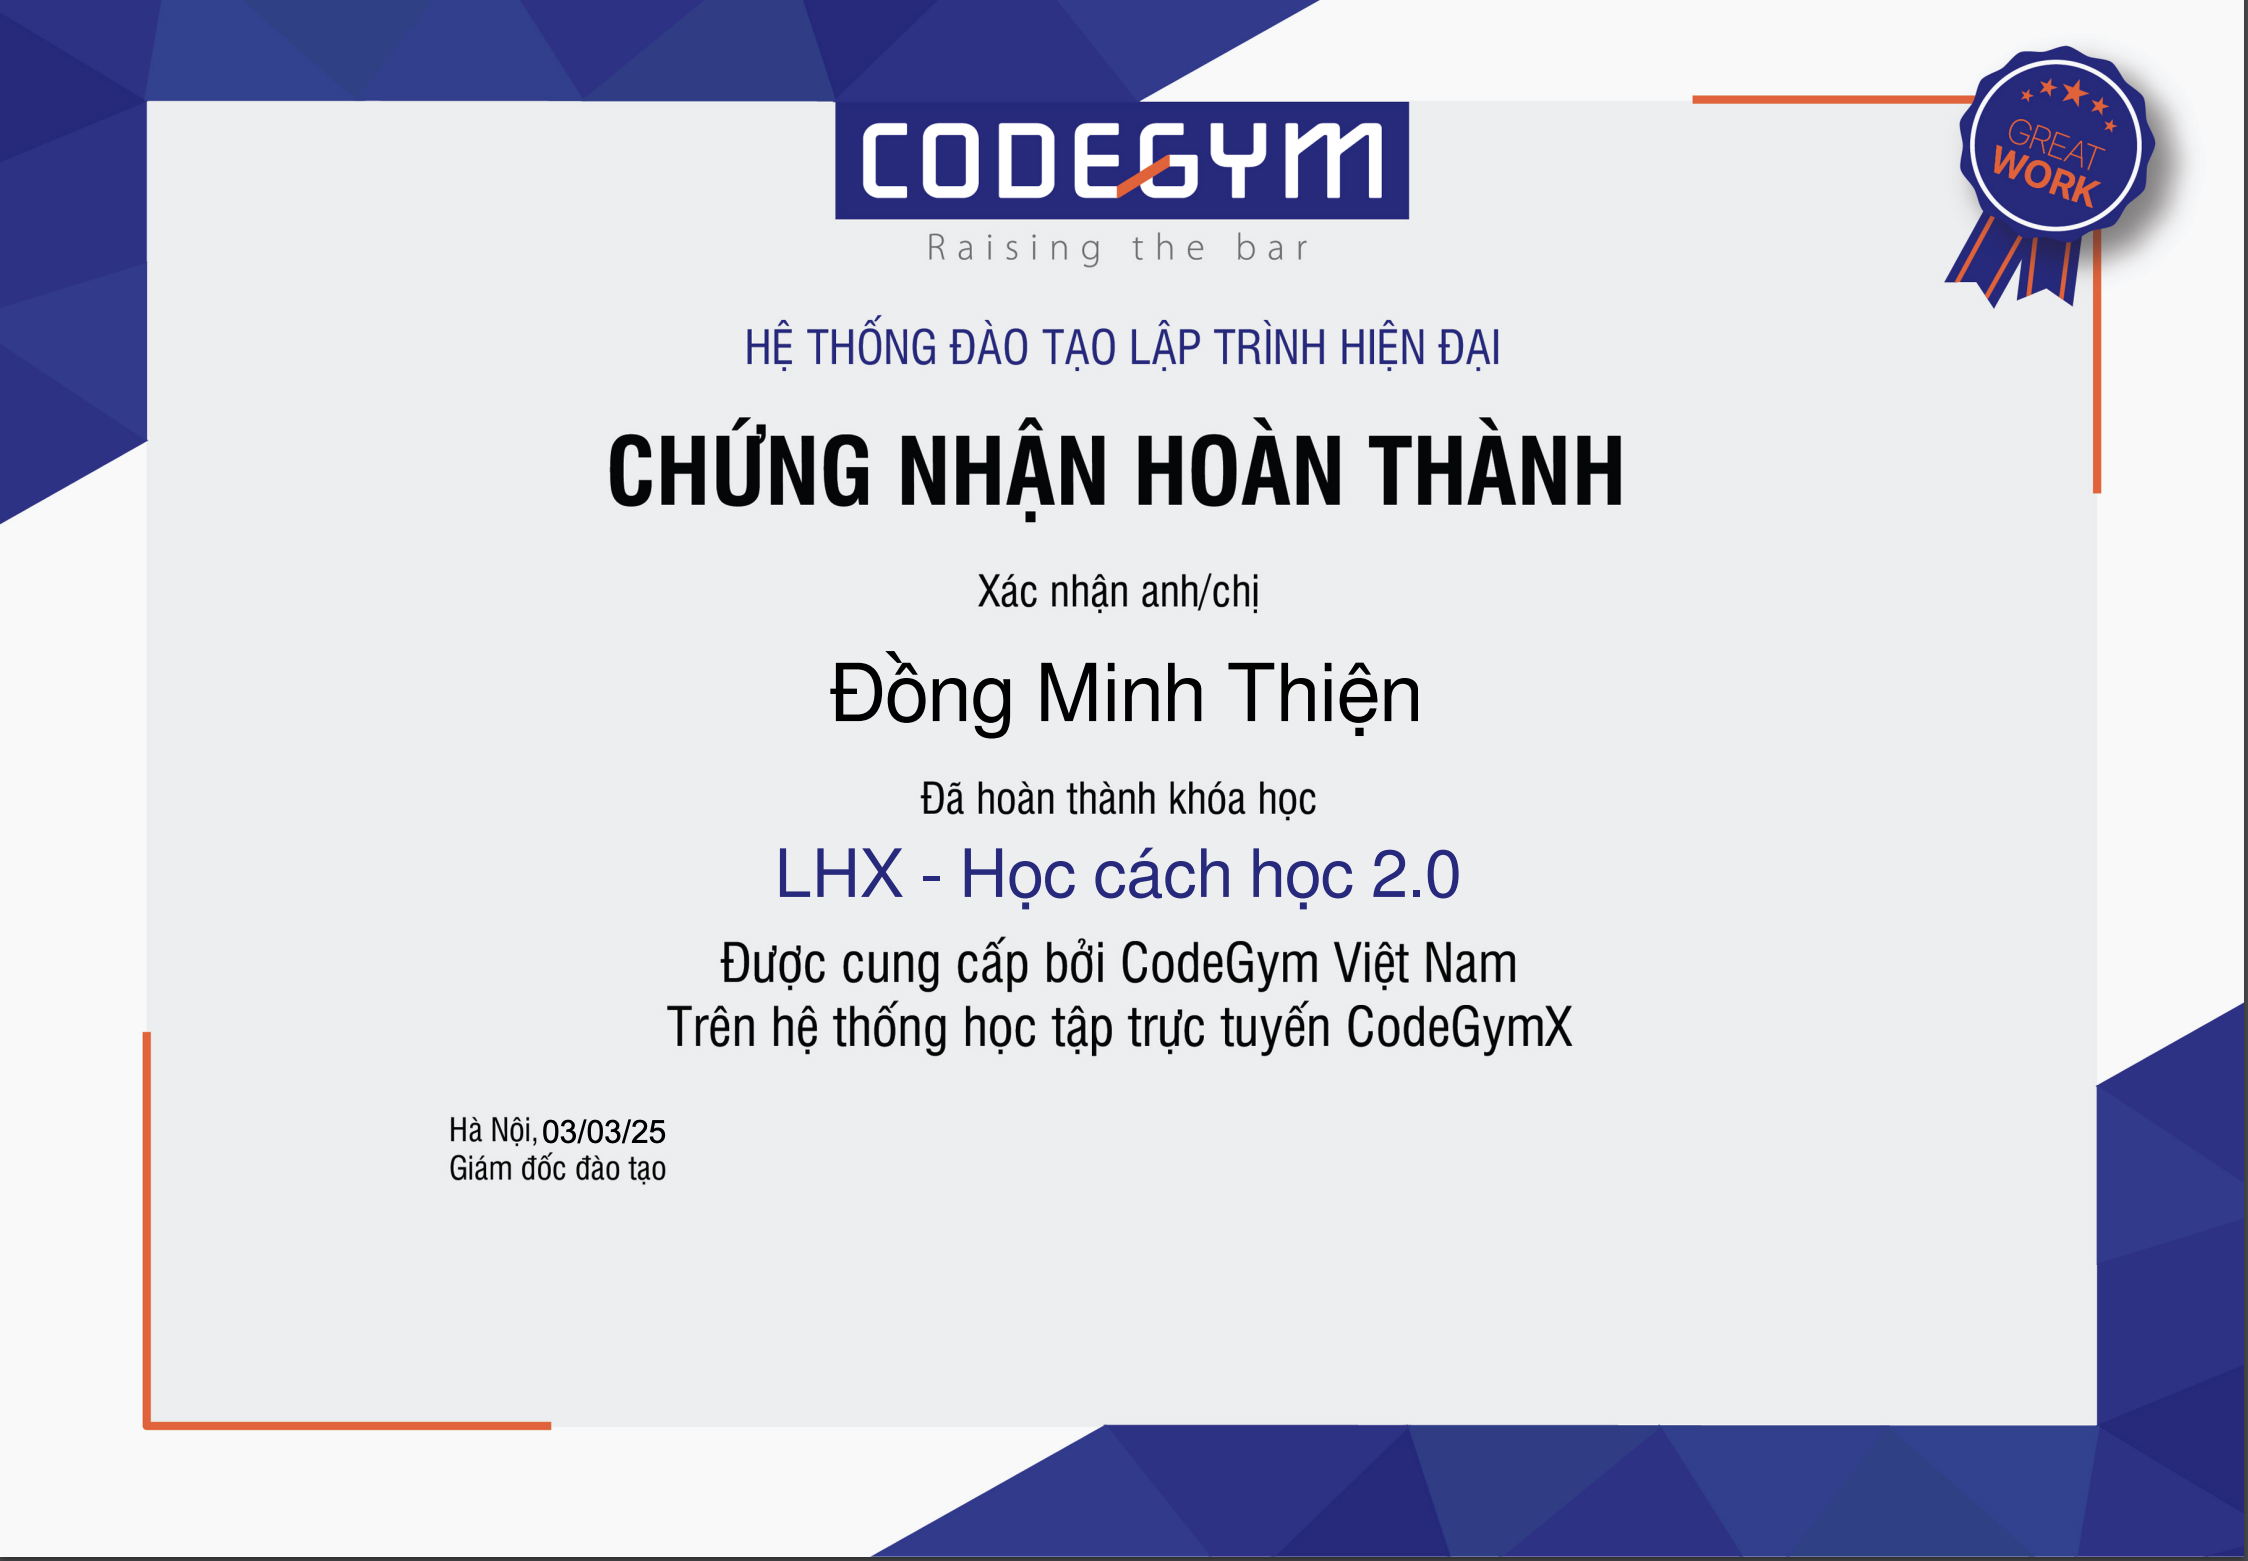 CODEGYM
Raising the bar
GREAT
WORK
HỆ THỐNG ĐÀO TẠO LẬP TRÌNH HIỆN ĐẠI
CHỨNG NHẬN HOÀN THÀNH
Xác nhận anh/chị
Đồng Minh Thiện
Đã hoàn thành khóa học
LHX - Học cách học 2.0
Được cung cấp bởi CodeGym Việt Nam
Trên hệ thống học tập trực tuyến CodeGymX
Hà Nội, 03/03/25
Giám đốc đào tạo